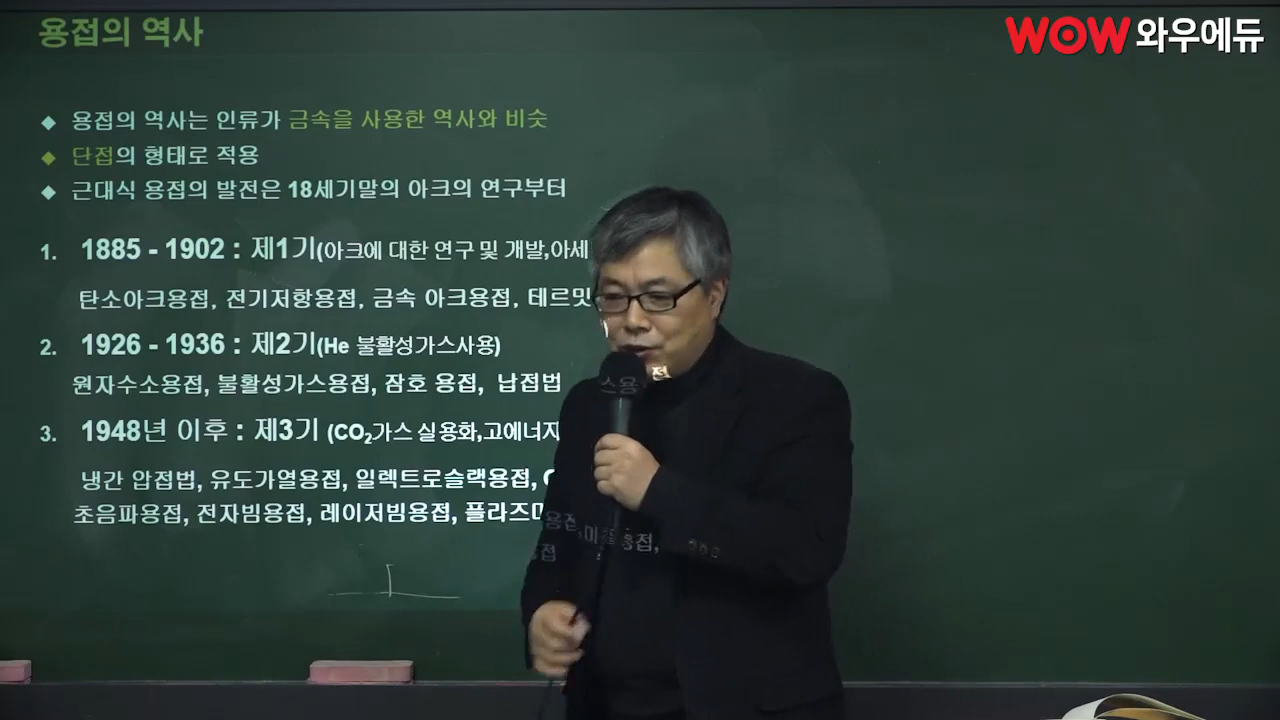 용접의 역사
WOW 와우에듀
◆ 용접의 역사는 인류가 금속을 사용한 역사와 비슷
◆ 단접의 형태로 적용
◆ 근대식 용접의 발전은 18세기말의 아크의 연구부터
1. 1885 - 1902 : 제1기(아크에 대한 연구 및 개발,아세
탄소아크용접, 전기저항용접, 금속 아크용접, 테르밋
2. 1926 - 1936 : 제2기(He 불활성가스사용)
원자수소용접, 불활성가스용접, 잠호 용접, 납접법
3. 1948년 이후 : 제3기 (CO₂가스 실용화,고에너지
냉간 압접법, 유도가열용접, 일렉트로슬랙용접,
초음파용접, 전자빔용접, 레이저빔용접, 플라즈마